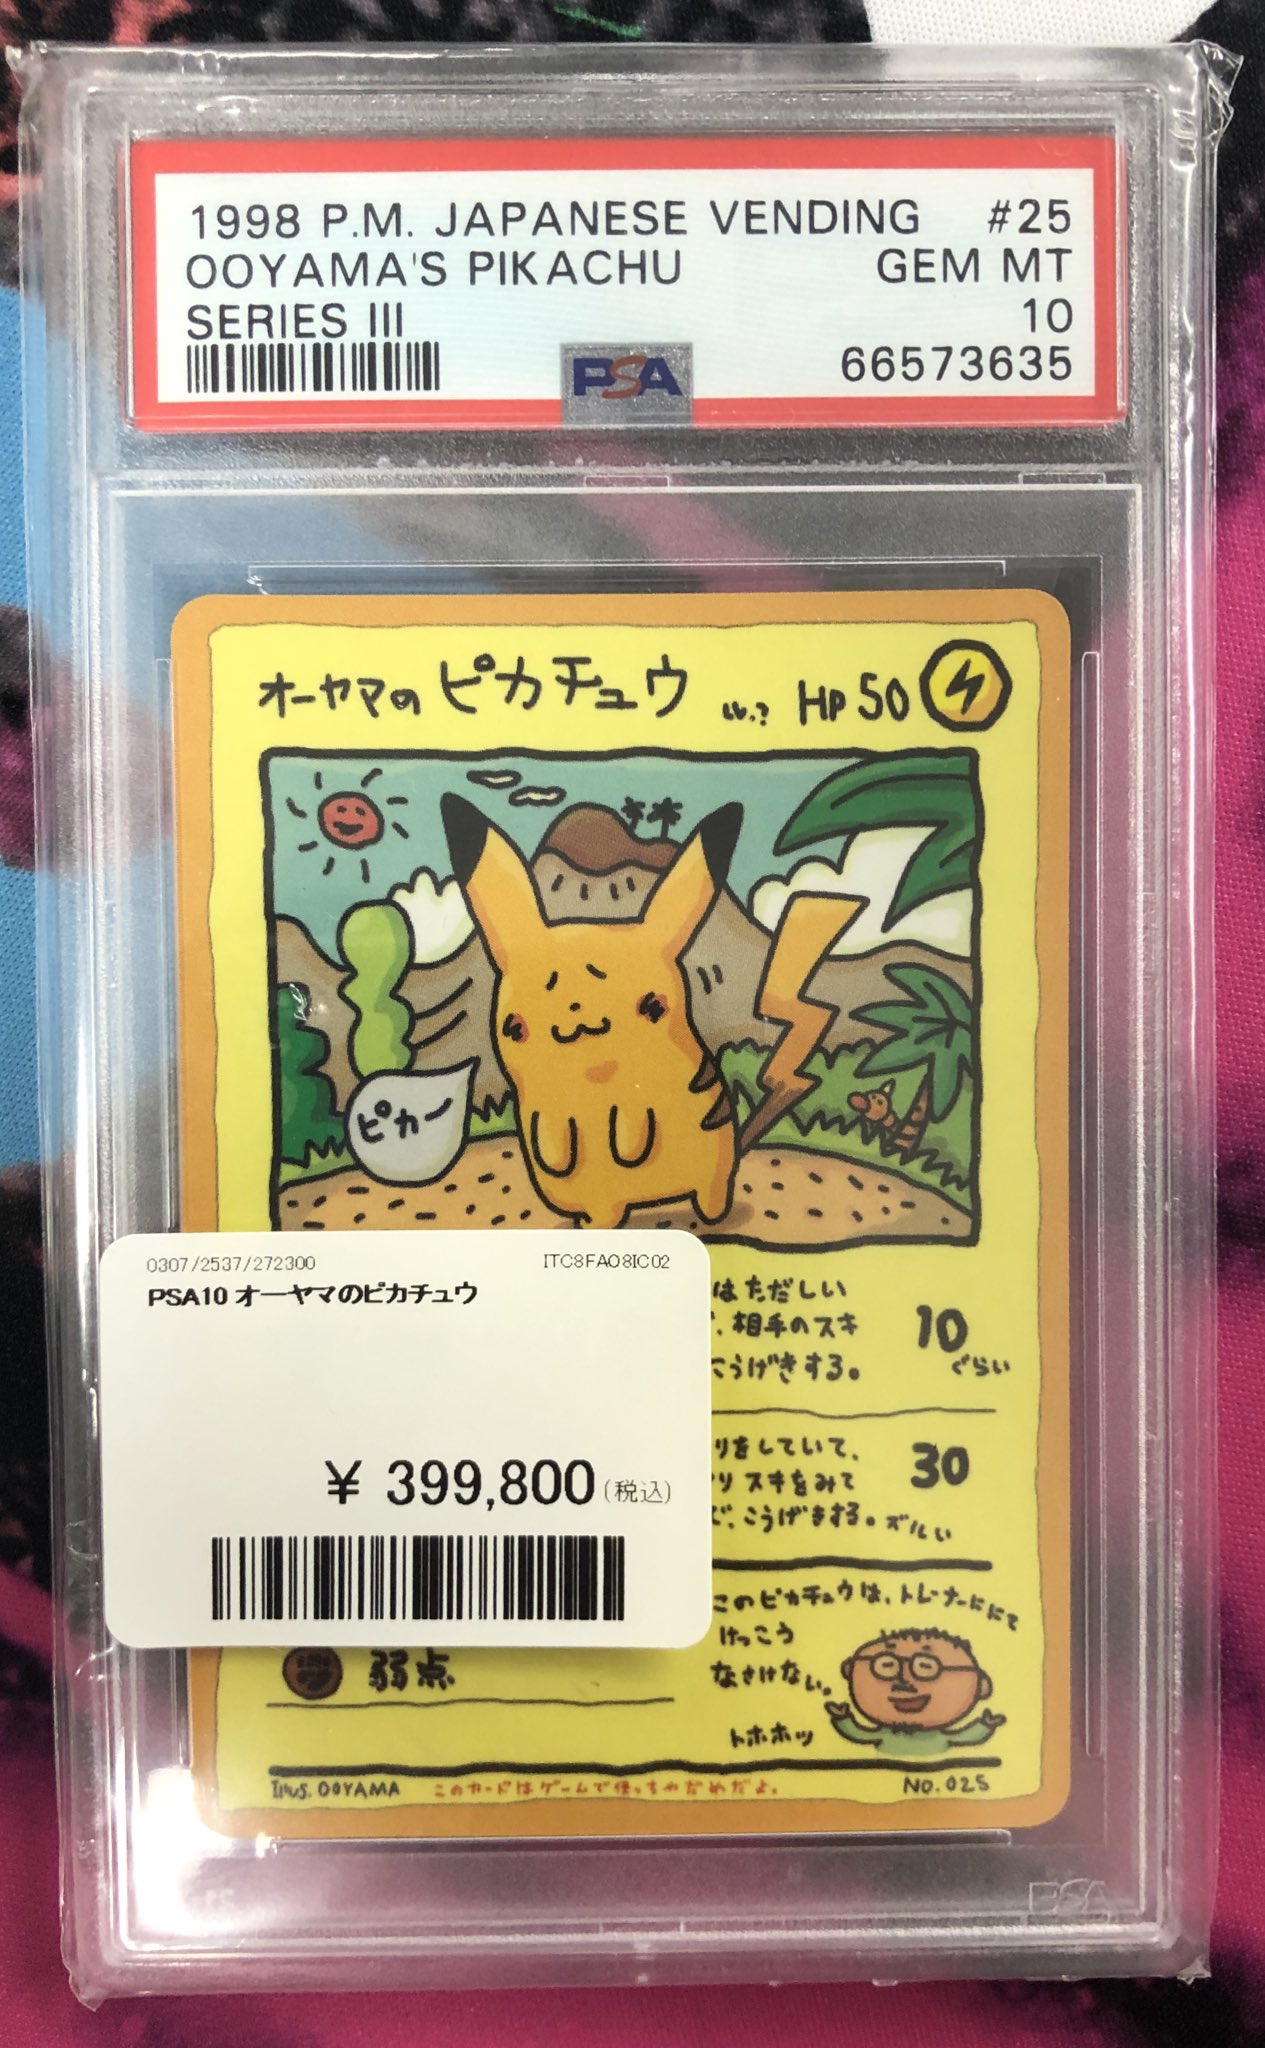 1998 P.M. JAPANESE VENDING #25
OOYAMA'S PIKACHU GEM MT
SERIES III 10
PSA 66573635
オーヤマのピカチュウ Lv.? HP50
ピカー
0307/2537/272300 ITC8FAO8IC02
PSA10 オーヤマのピカチュウ
¥ 399,800(税込)
はただしい
、相手のスキ
こうげきする。
10
ぐらい
りをしていて、
りスキをみて
で、こうげきする。ズルい
30
このピカチュウは、トレーナーににて
けっこう
なさけない。
トホホッ
弱点
Illus. OOYAMA このカードはゲームで使っちゃだめだよ。 NO.025
PSA